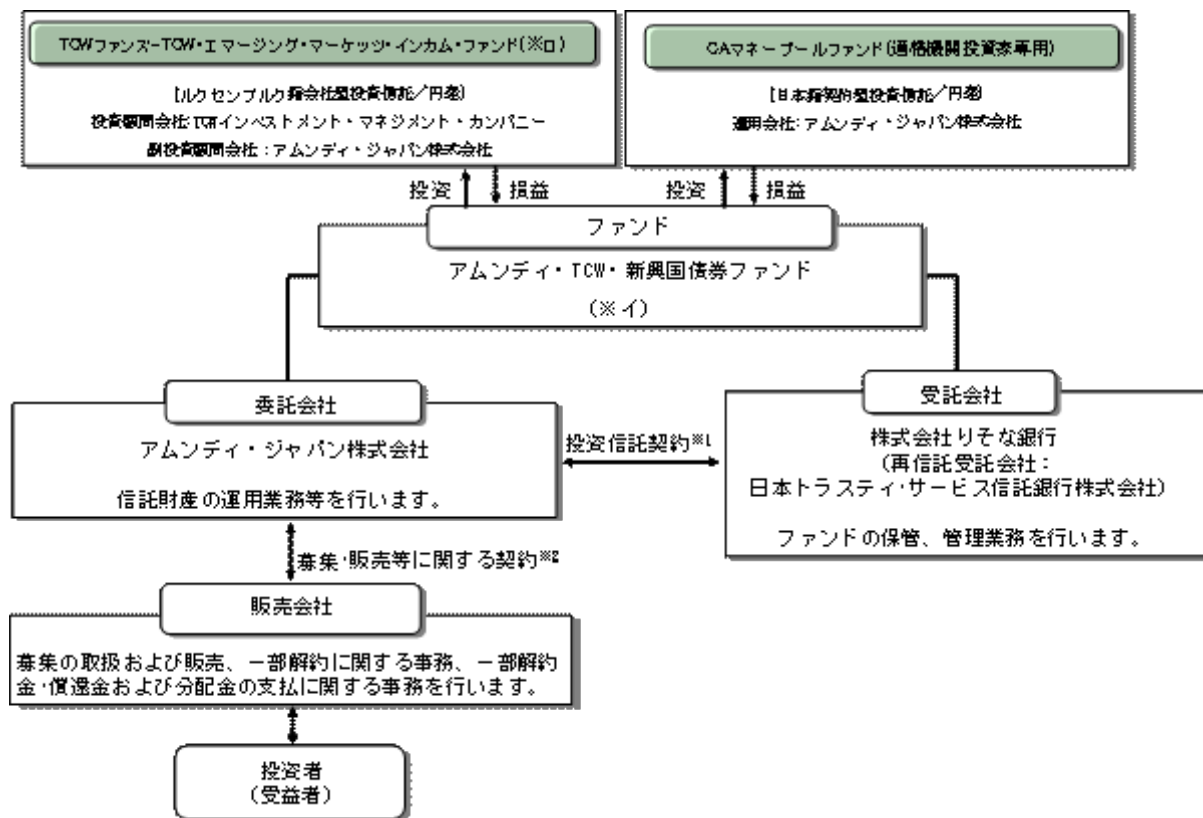 TCWファンズ-TCW・エマージング・マーケッツ・インカム・ファンド(※ロ)
[ルクセンブルク籍会社型投資信託／円建]
投資顧問会社:TCWインベストメント・マネジメント・カンパニー
副投資顧問会社：アムンディ・ジャパン株式会社
CAマネープールファンド(適格機関投資家専用)
[日本籍契約型投資信託／円建]
運用会社:アムンディ・ジャパン株式会社
投資
損益
投資
損益
ファンド
アムンディ・TCW・新興国債券ファンド
(※イ)
委託会社
アムンディ・ジャパン株式会社
信託財産の運用業務等を行います。
投資信託契約※1
受託会社
株式会社りそな銀行
(再信託受託会社：
日本トラスティ・サービス信託銀行株式会社)
ファンドの保管、管理業務を行います。
募集・販売等に関する契約※2
販売会社
募集の取扱および販売、一部解約に関する事務、一部解約
金・償還金および分配金の支払に関する事務を行います。
投資者
(受益者)